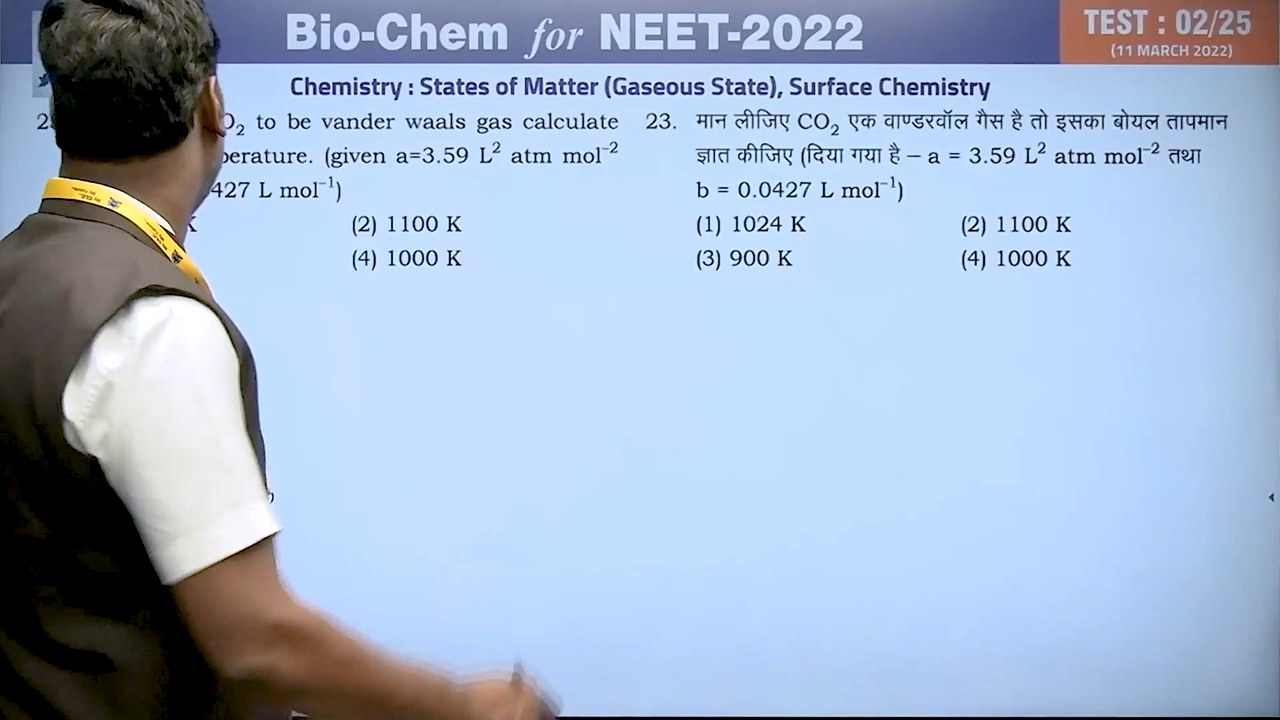 Bio-Chem for NEET-2022
TEST : 02/25
(11 MARCH 2022)
Chemistry : States of Matter (Gaseous State), Surface Chemistry
to be vander waals gas calculate
(given a=3.59 L² atm mol⁻²
427 L mol⁻¹)
K
(2) 1100 K
(4) 1000 K
23. मान लीजिए CO₂ एक वाण्डरवॉल गैस है तो इसका बोयल तापमान
ज्ञात कीजिए (दिया गया है – a = 3.59 L² atm mol⁻² तथा
b = 0.0427 L mol⁻¹)
(1) 1024 K
(2) 1100 K
(3) 900 K
(4) 1000 K